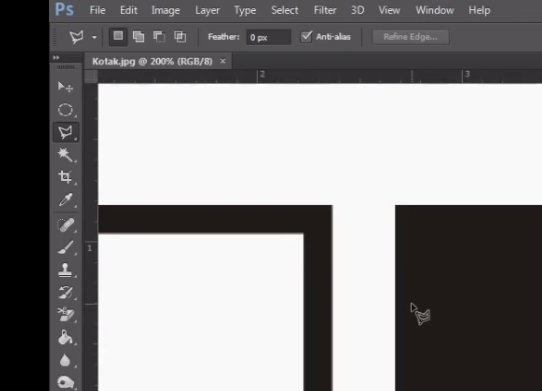 Ps File Edit Image Layer Type Select Filter 3D View Window Help
Feather: 0 px Anti-alias Refine Edge...
Kotak.jpg @ 200% (RGB/8) ×
2 3
1